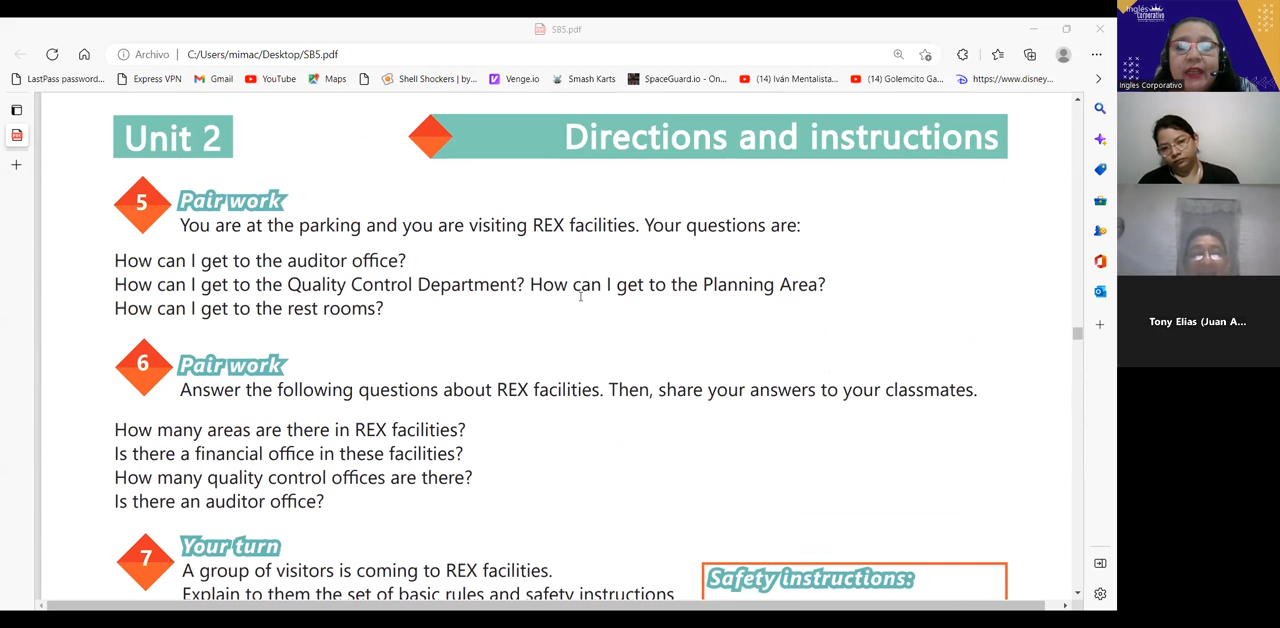 SB5.pdf
Archivo
C:/Users/mimac/Desktop/SB5.pdf
LastPass password...
Express VPN
Gmail
YouTube
Maps
Shell Shockers | by...
Venge.io
Smash Karts
SpaceGuard.io - On...
(14) Iván Mentalista...
(14) Golemcito Ga...
https://www.disney...
Unit 2
Directions and instructions
5
Pair work
You are at the parking and you are visiting REX facilities. Your questions are:
How can I get to the auditor office?
How can I get to the Quality Control Department? How can I get to the Planning Area?
How can I get to the rest rooms?
6
Pair work
Answer the following questions about REX facilities. Then, share your answers to your classmates.
How many areas are there in REX facilities?
Is there a financial office in these facilities?
How many quality control offices are there?
Is there an auditor office?
7
Your turn
A group of visitors is coming to REX facilities.
Explain to them the set of basic rules and safety instructions
Safety instructions:
Inglés
Corporativo
Ingles Corporativo
Tony Elias (Juan A...